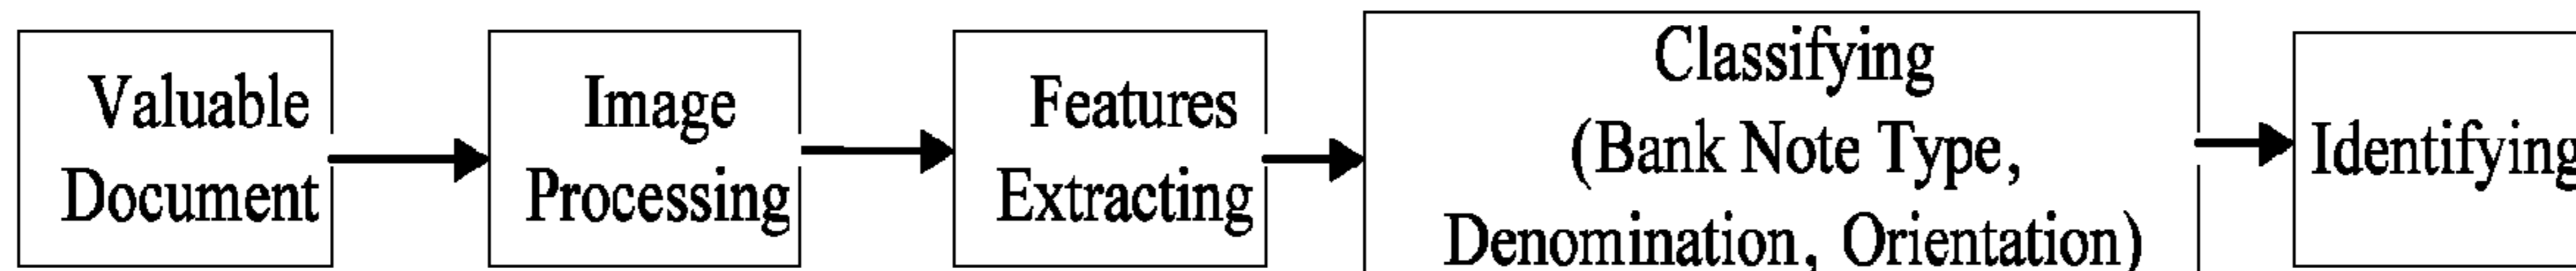 Valuable
Document
Image
Processing
Features
Extracting
Classifying
(Bank Note Type,
Denomination, Orientation)
Identifying